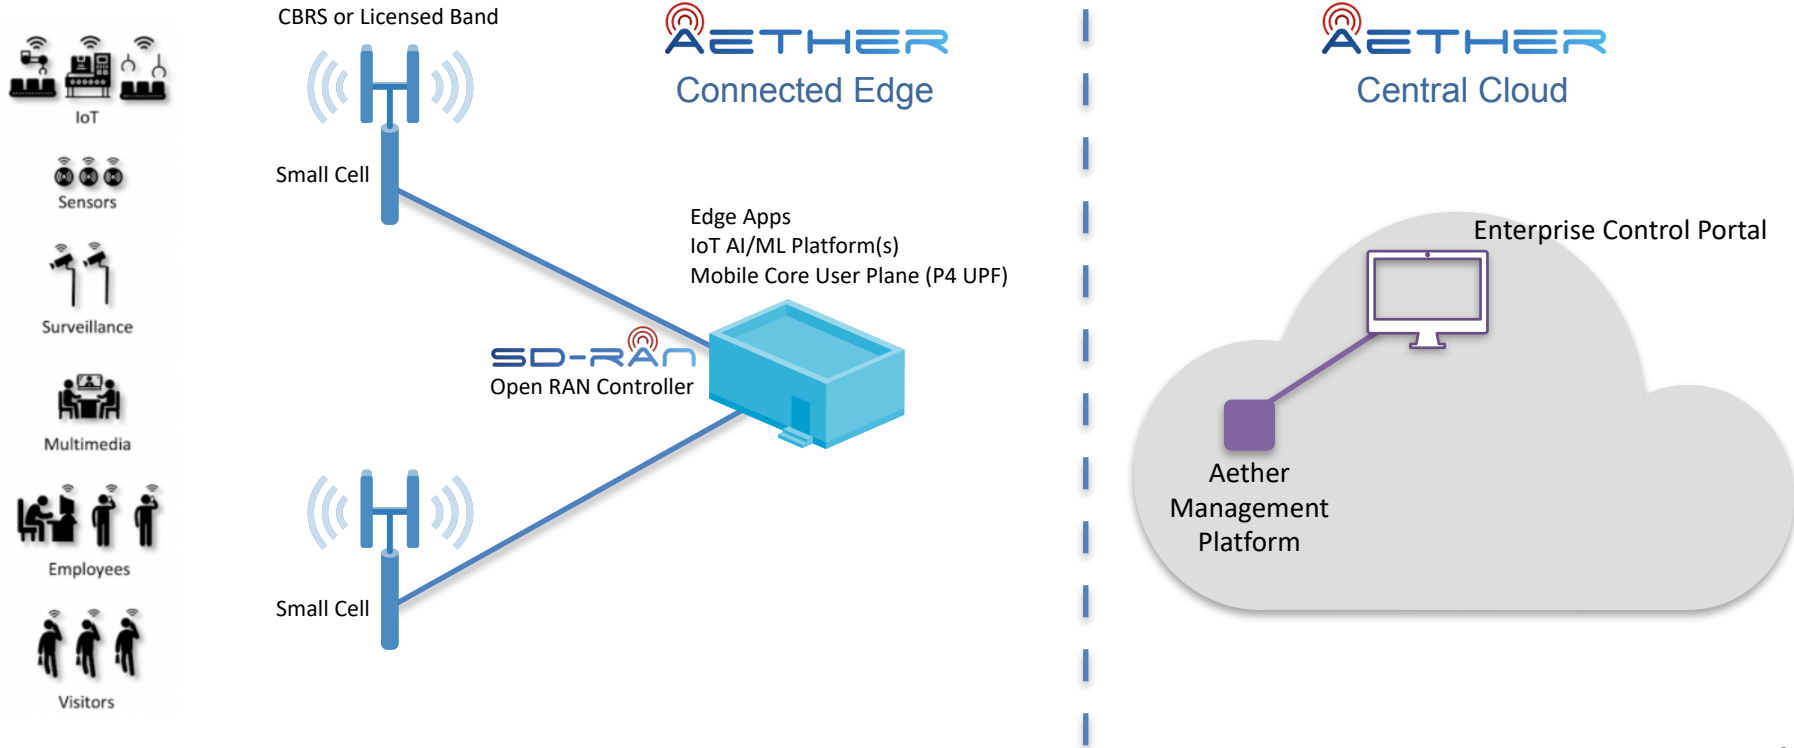 IoT
Sensors
Surveillance
Multimedia
Employees
Visitors
CBRS or Licensed Band
Small Cell
AETHER
Connected Edge
Edge Apps
IoT AI/ML Platform(s)
Mobile Core User Plane (P4 UPF)
SD-RAN
Open RAN Controller
Small Cell
AETHER
Central Cloud
Enterprise Control Portal
Aether
Management
Platform